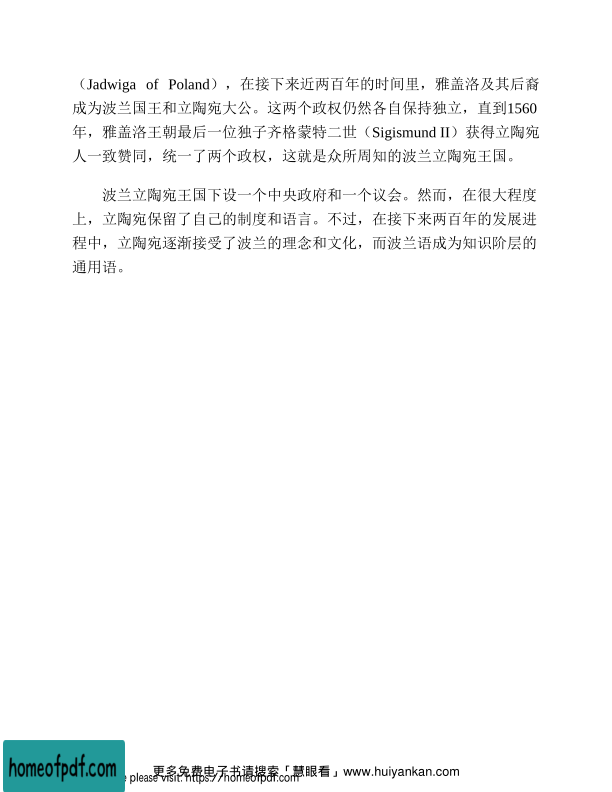 （Jadwiga of Poland），在接下来近两百年的时间里，雅盖洛及其后裔
成为波兰国王和立陶宛大公。这两个政权仍然各自保持独立，直到1560
年，雅盖洛王朝最后一位独子齐格蒙特二世（Sigismund II）获得立陶宛
人一致赞同，统一了两个政权，这就是众所周知的波兰立陶宛王国。
波兰立陶宛王国下设一个中央政府和一个议会。然而，在很大程度
上，立陶宛保留了自己的制度和语言。不过，在接下来两百年的发展进
程中，立陶宛逐渐接受了波兰的理念和文化，而波兰语成为知识阶层的
通用语。
更多免费电子书请搜索「慧眼看」www.huiyankan.com
homeofpdf.com
please visit: https://homeofpdf.com